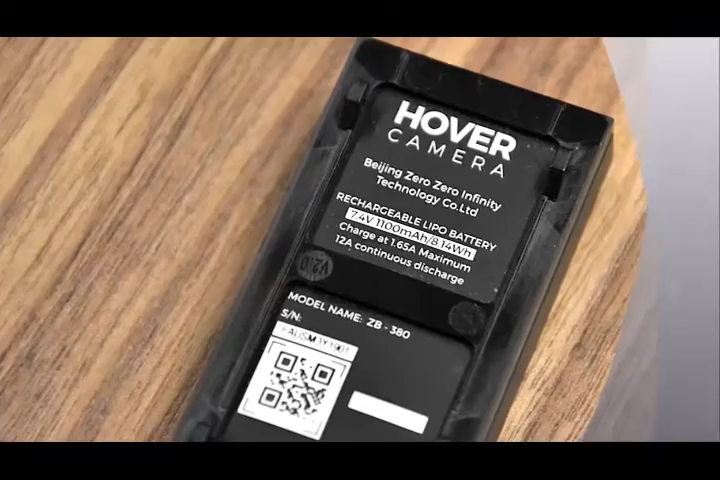 HOVER
CAMERA
Beijing Zero Zero Infinity
Technology Co.Ltd
RECHARGEABLE LIPO BATTERY
7.4V 1100mAh/8.14Wh
Charge at 1.65A Maximum
12A continuous discharge
V2.0
MODEL NAME: ZB - 380
S/N: